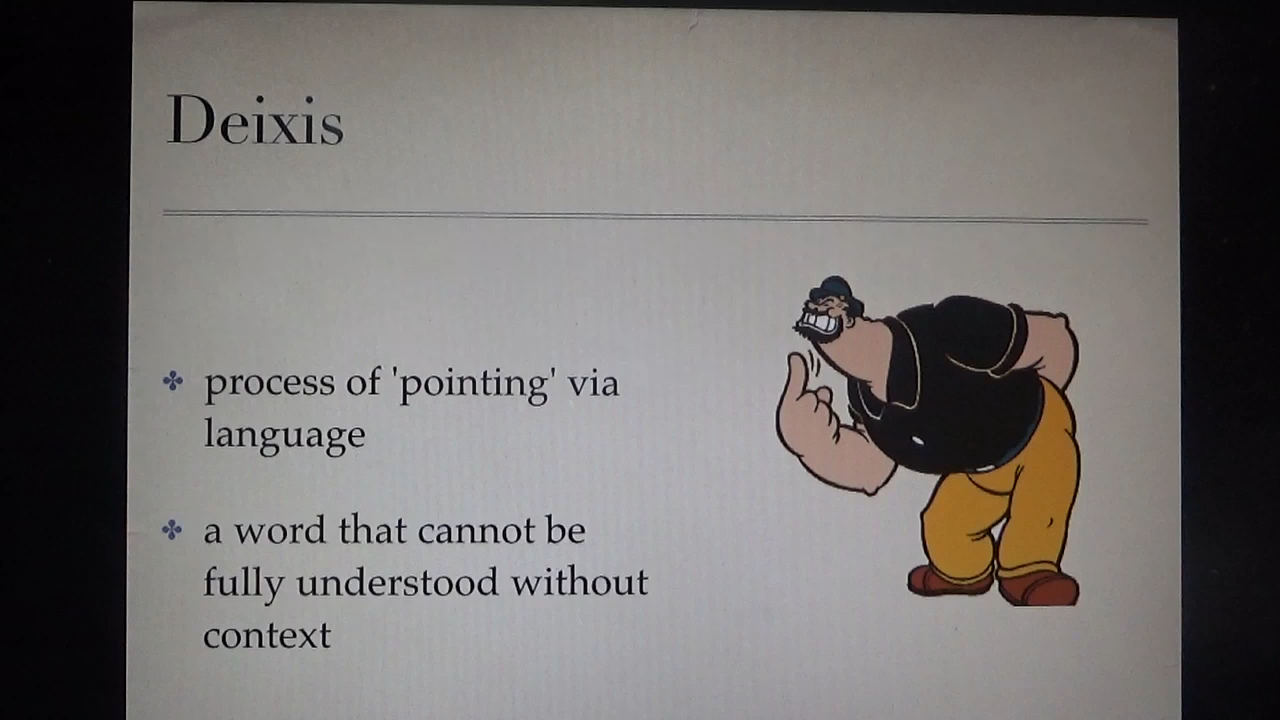 Deixis
process of 'pointing' via
language
a word that cannot be
fully understood without
context